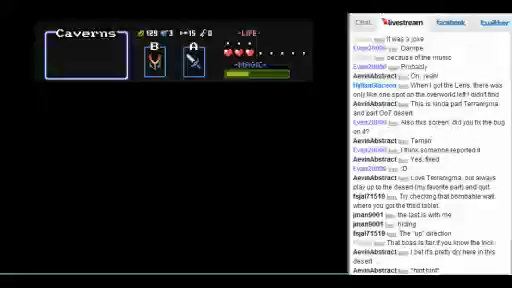 Caverns
129 3 15 0
-LIFE-
B A
-MAGIC-
Chat livestream facebook twitter
It was a joke
Dampe
because of the music
Probably
AevinAbstract Oh, yeah
When I got the Lens, there was
only like one spot on the overworld left I didn't find
AevinAbstract This is kinda part Terranigma
and part OoT desert
Also this screen, did you fix the bug
on it?
AevinAbstract Temari
I think someone reported it
AevinAbstract Yes, fixed
:D
AevinAbstract Love Terranigma, but always
play up to the desert (my favorite part) and quit.
fsjal71519 Try checking that bombable wall
where you got the third tablet.
jman9001 the last is with me
jman9001 hiding
fsjal71519 The "up" direction
That boss is fair if you know the trick.
AevinAbstract I bet it's pretty dry here in this
desert ...
AevinAbstract *hint hint*